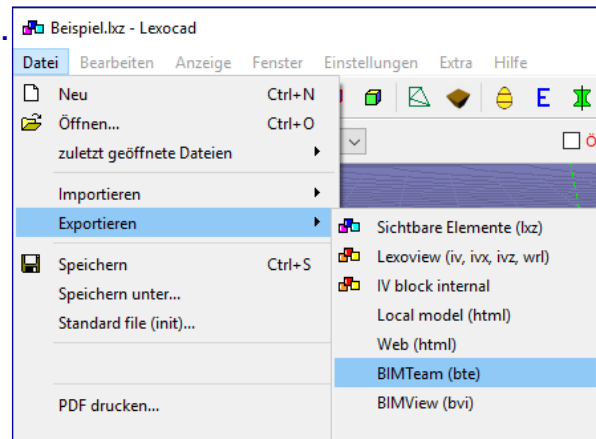 Beispiel.lxz - Lexocad
Datei Bearbeiten Anzeige Fenster Einstellungen Extra Hilfe
Neu Ctrl+N
Öffnen... Ctrl+O
zuletzt geöffnete Dateien
Importieren
Exportieren
Speichern Ctrl+S
Speichern unter...
Standard file (init)...
PDF drucken...
E
Ö
Sichtbare Elemente (lxz)
Lexoview (iv, ivx, ivz, wrl)
IV block internal
Local model (html)
Web (html)
BIMTeam (bte)
BIMView (bvi)